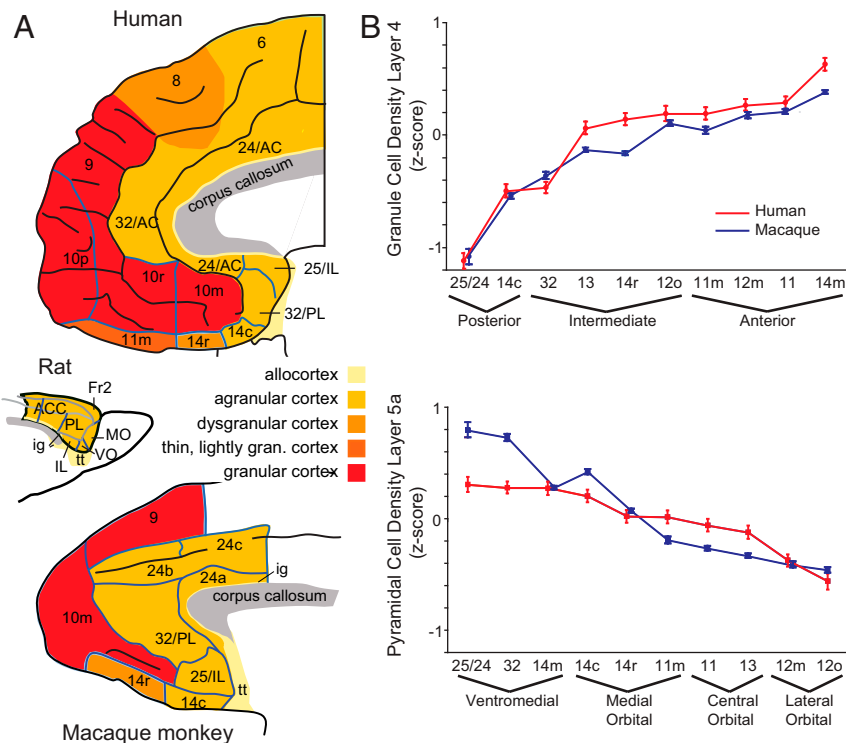 A
Human
6
8
9
24/AC
corpus callosum
32/AC
10p
10r
24/AC
10m
25/IL
32/PL
11m
14r
14c
Rat
Fr2
ACC
PL
MO
ig
IL
tt
VO
allocortex
agranular cortex
dysgranular cortex
thin, lightly gran. cortex
granular cortex
9
24c
24b
24a
ig
corpus callosum
10m
32/PL
25/IL
14r
14c
tt
Macaque monkey
B
Granule Cell Density Layer 4
(z-score)
1
0
-1
Human
Macaque
25/24 14c 32 13 14r 12o 11m 12m 11 14m
Posterior Intermediate Anterior
Pyramidal Cell Density Layer 5a
(z-score)
1
0
-1
25/24 32 14m 14c 14r 11m 11 13 12m 12o
Ventromedial Medial Central Lateral
Orbital Orbital Orbital